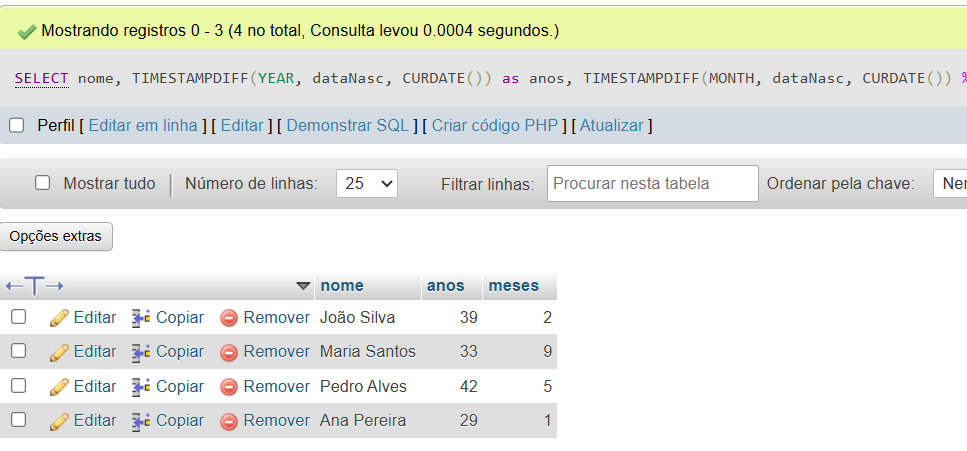 Mostrando registros 0 - 3 (4 no total, Consulta levou 0.0004 segundos.)
SELECT nome, TIMESTAMPDIFF(YEAR, dataNasc, CURDATE()) as anos, TIMESTAMPDIFF(MONTH, dataNasc, CURDATE()) %
Perfil [ Editar em linha ] [ Editar ] [ Demonstrar SQL ] [ Criar código PHP ] [ Atualizar ]
Mostrar tudo Número de linhas: 25 Filtrar linhas: Procurar nesta tabela Ordenar pela chave:
Opções extras
←T→ nome anos meses
Editar Copiar Remover João Silva 39 2
Editar Copiar Remover Maria Santos 33 9
Editar Copiar Remover Pedro Alves 42 5
Editar Copiar Remover Ana Pereira 29 1